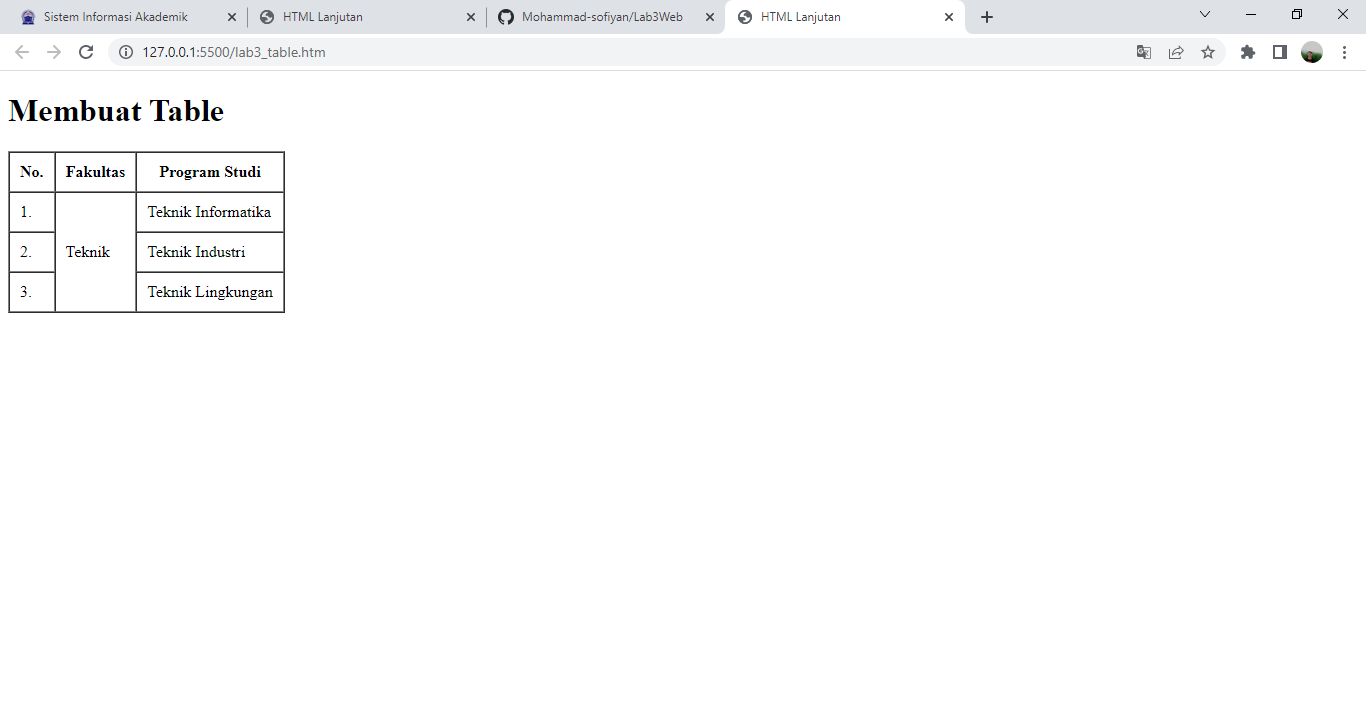 Sistem Informasi Akademik
HTML Lanjutan
Mohammad-sofiyan/Lab3Web
HTML Lanjutan
127.0.0.1:5500/lab3_table.htm
Membuat Table
No. Fakultas Program Studi
1. Teknik Informatika
2. Teknik Teknik Industri
3. Teknik Lingkungan